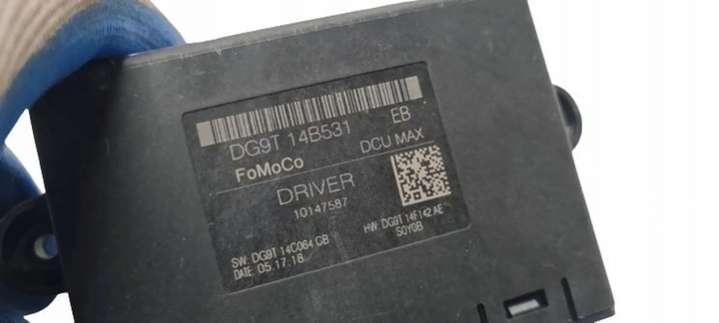 DG9T 14B531 EB
FoMoCo DCU MAX
DRIVER
10147587
SW. DG9T 14C064 CB HW. DG9T 14F142 AE
DATE 05.17.18 S0Y0B